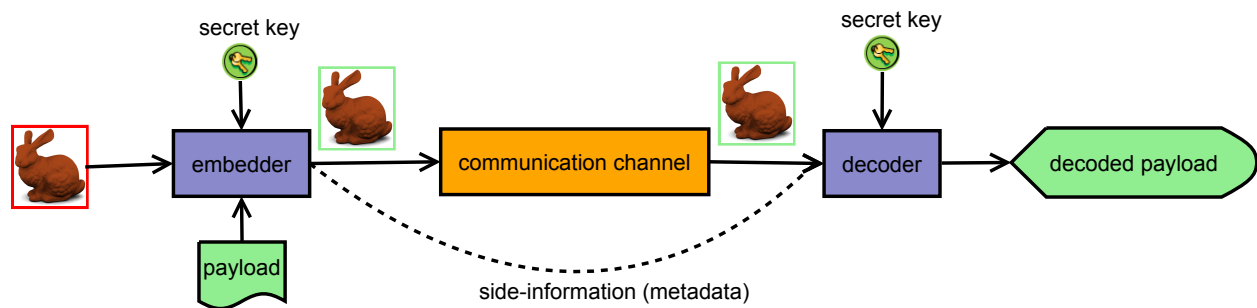 secret key
secret key
embedder
communication channel
decoder
decoded payload
payload
side-information (metadata)